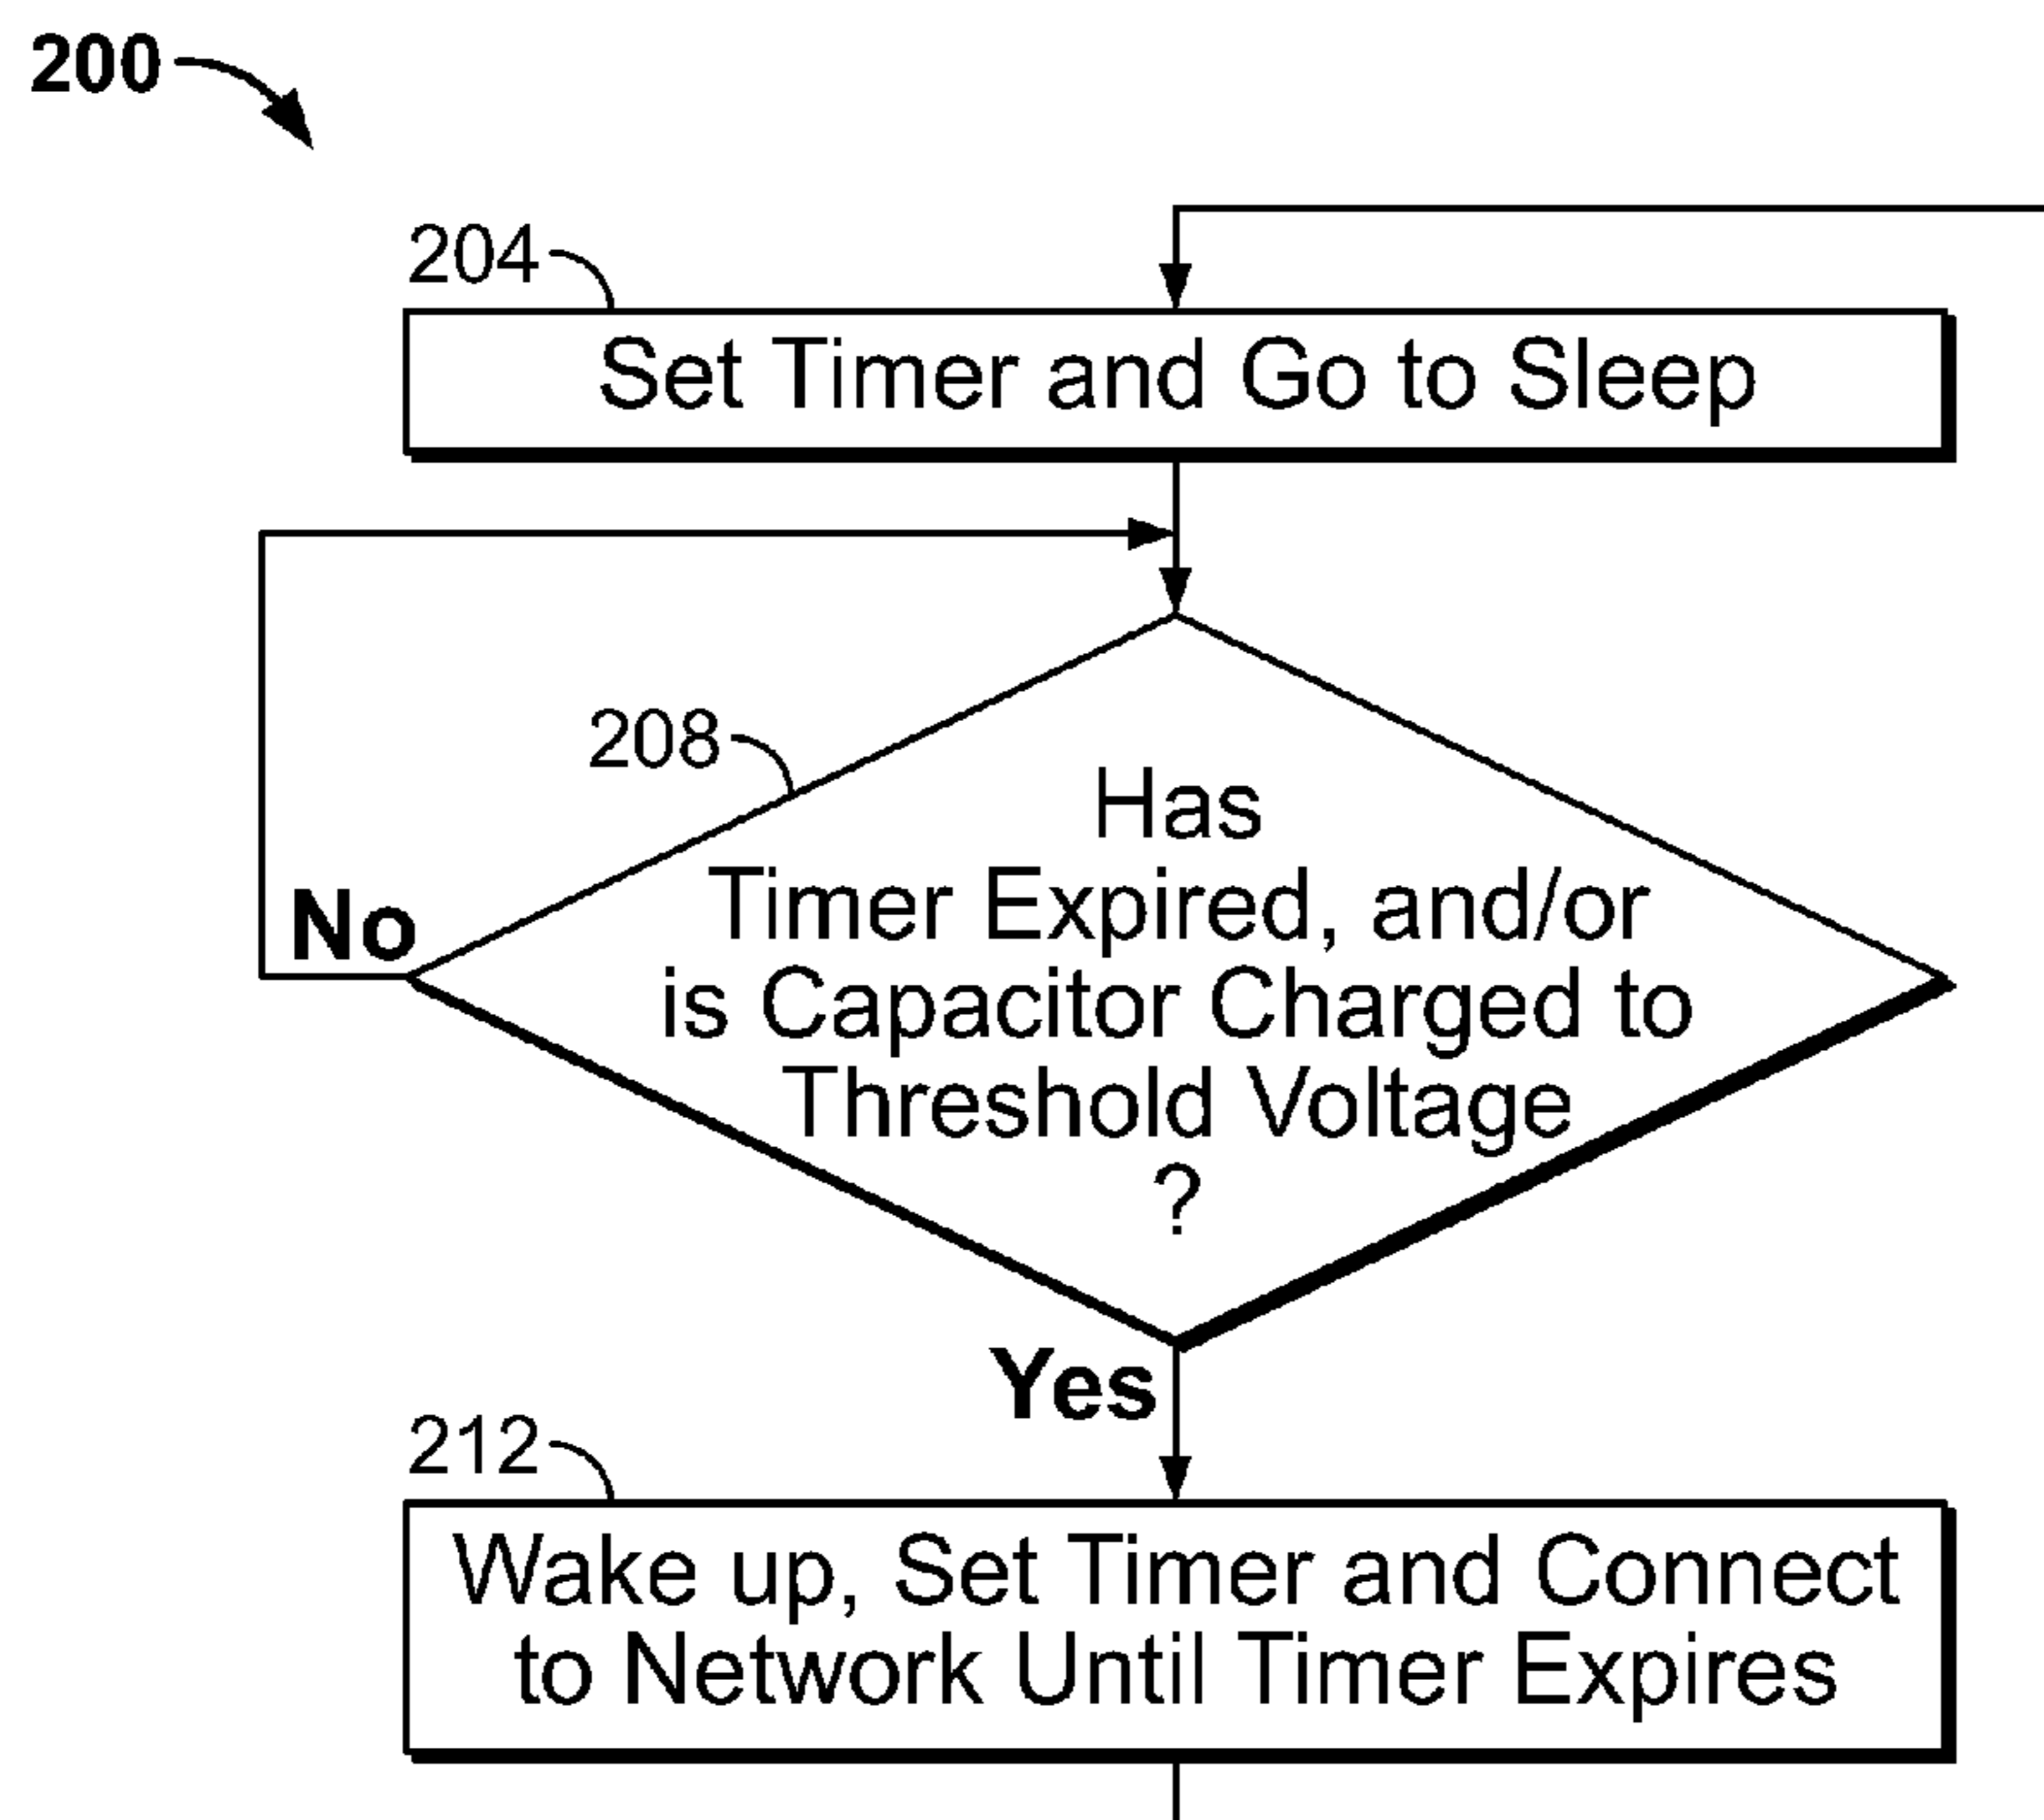 200
204
Set Timer and Go to Sleep
208
Has
Timer Expired, and/or
is Capacitor Charged to
Threshold Voltage
?
No
Yes
212
Wake up, Set Timer and Connect
to Network Until Timer Expires